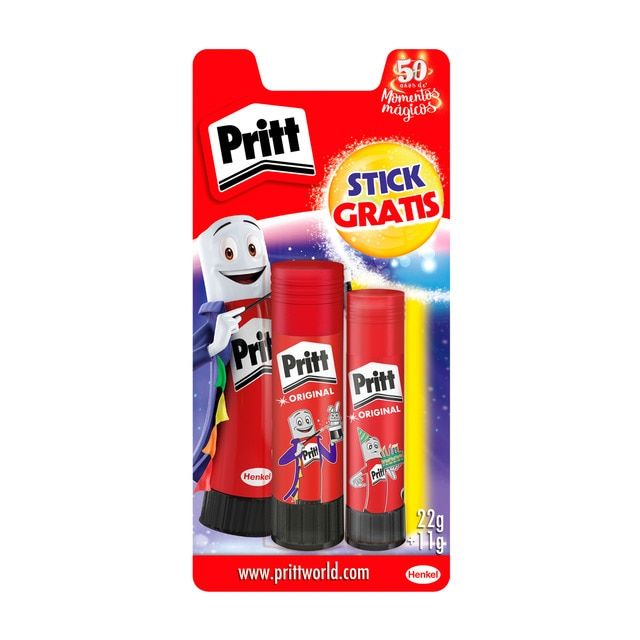 50
años de
Momentos
mágicos
Pritt
STICK
GRATIS
Pritt
Henkel
Pritt
ORIGINAL
Pritt
Pritt
ORIGINAL
Pritt
22g
+11g
www.prittworld.com
Henkel